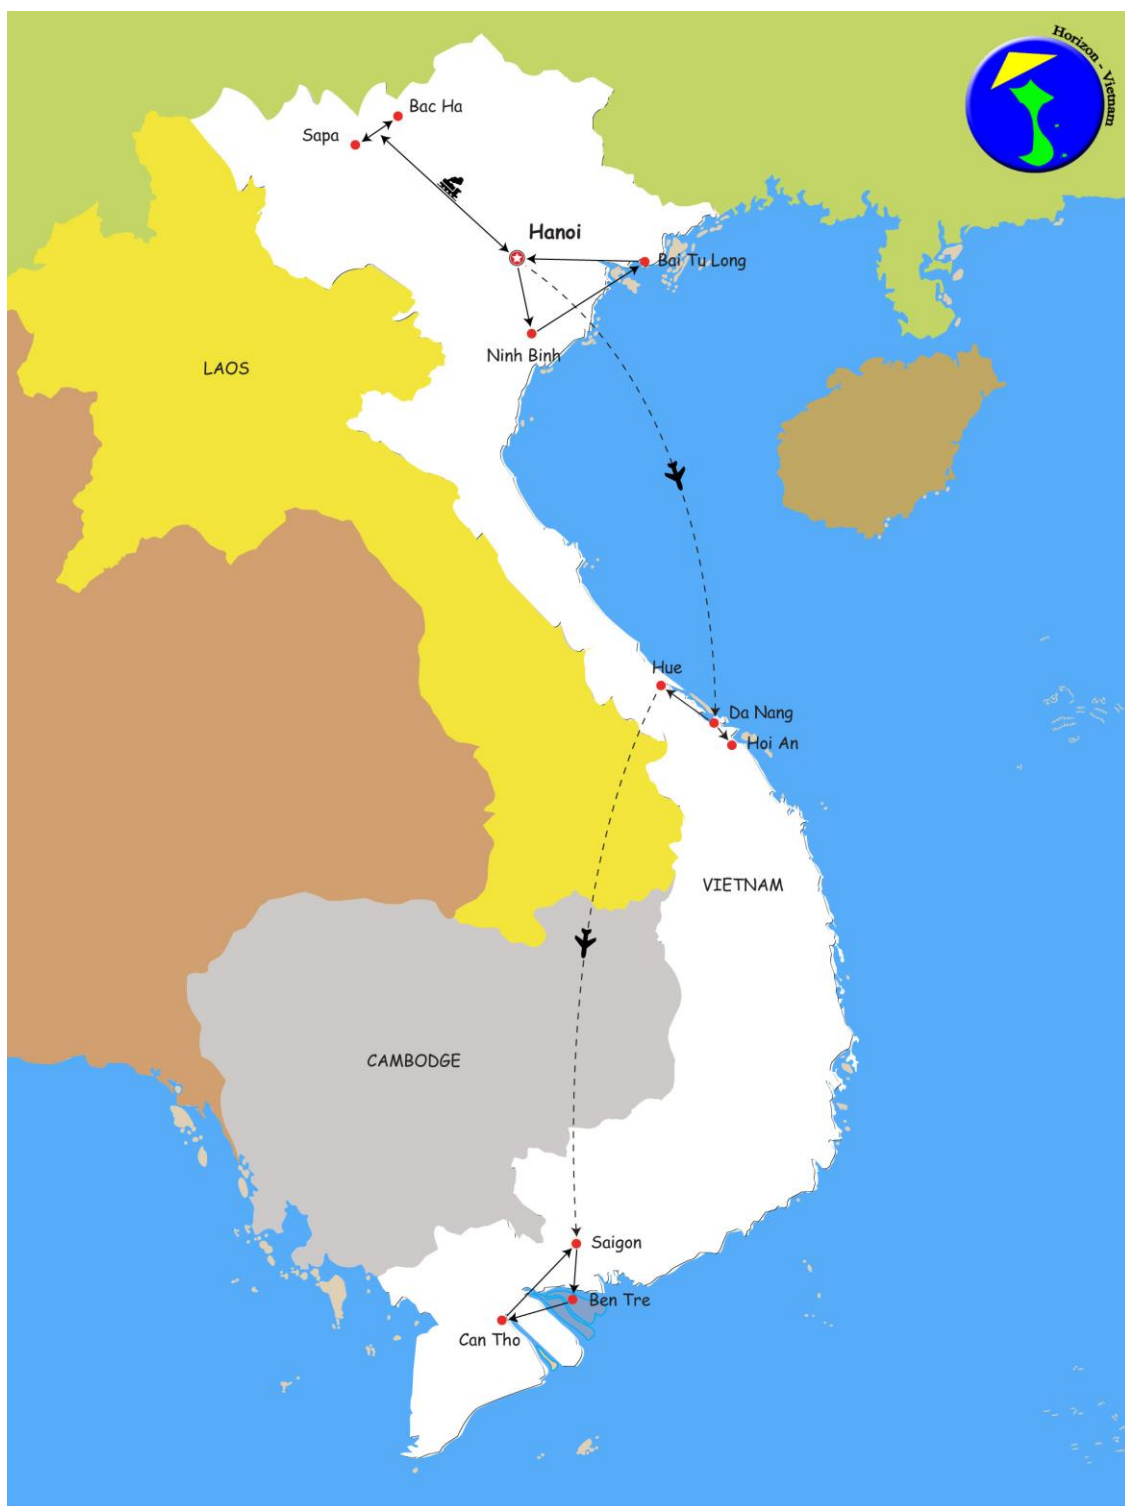 Horizon - Vietnam
Bac Ha
Sapa
Hanoi
Bai Tu Long
Ninh Binh
LAOS
Hue
Da Nang
Hoi An
VIETNAM
CAMBODGE
Saigon
Ben Tre
Can Tho